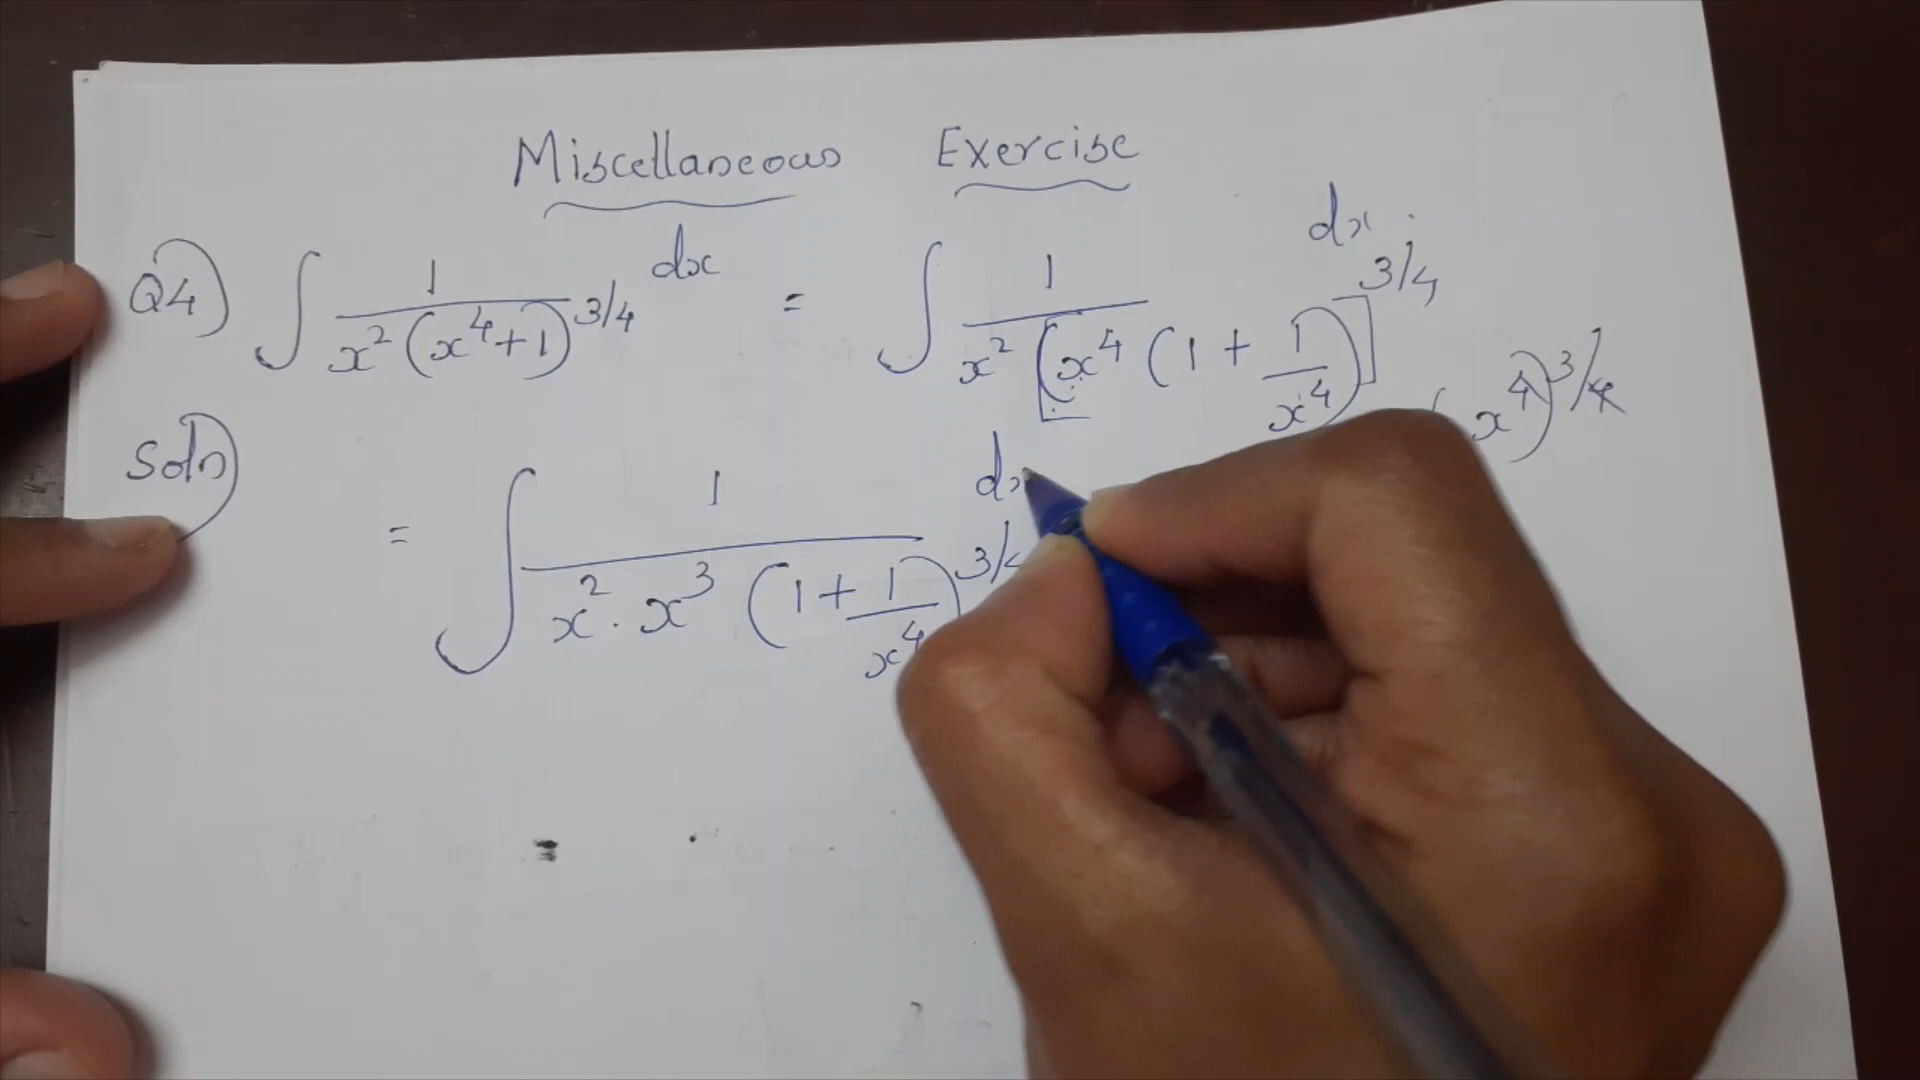 Miscellaneous Exercise
Q4) ∫ 1/(x²(x⁴+1)^3/4) dx = ∫ 1/(x²[x⁴(1+1/x⁴)]^3/4) dx
(x⁴)^3/4
Soln
= ∫ 1/(x².x³(1+1/x⁴)^3/4) dx